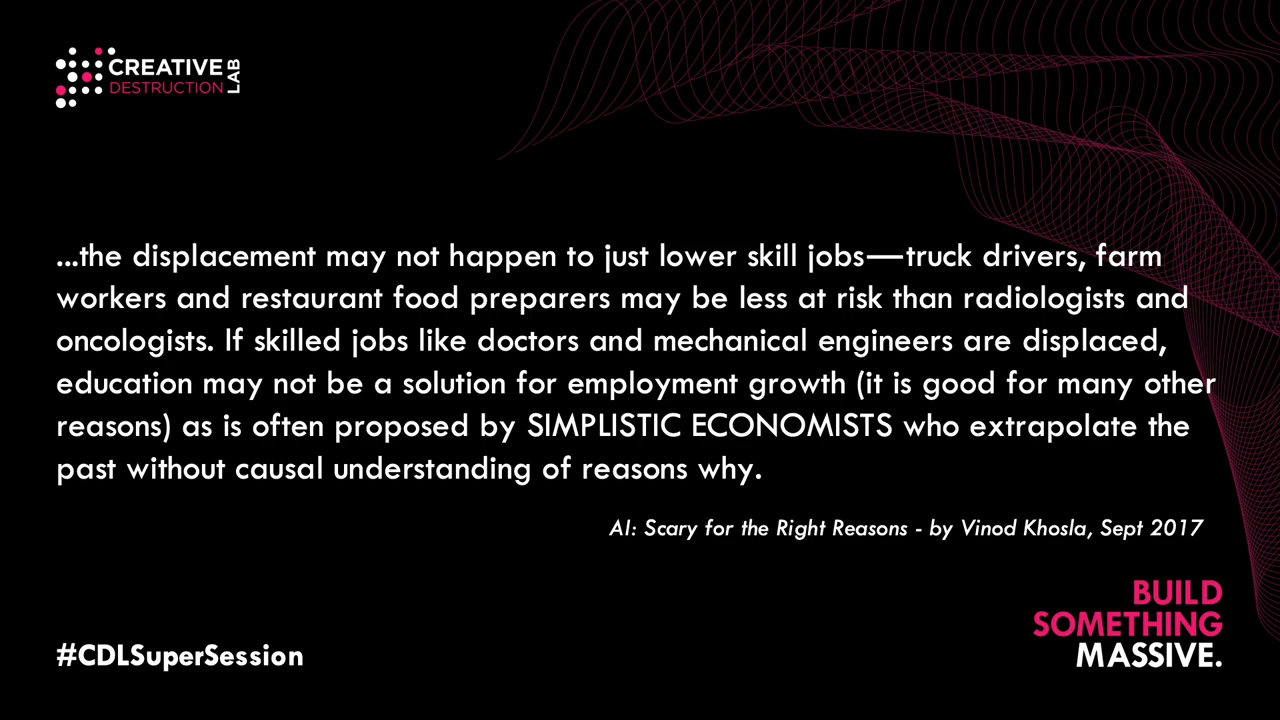 CREATIVE
DESTRUCTION
LAB
...the displacement may not happen to just lower skill jobs—truck drivers, farm
workers and restaurant food preparers may be less at risk than radiologists and
oncologists. If skilled jobs like doctors and mechanical engineers are displaced,
education may not be a solution for employment growth (it is good for many other
reasons) as is often proposed by SIMPLISTIC ECONOMISTS who extrapolate the
past without causal understanding of reasons why.
AI: Scary for the Right Reasons - by Vinod Khosla, Sept 2017
BUILD
SOMETHING
MASSIVE.
#CDLSuperSession